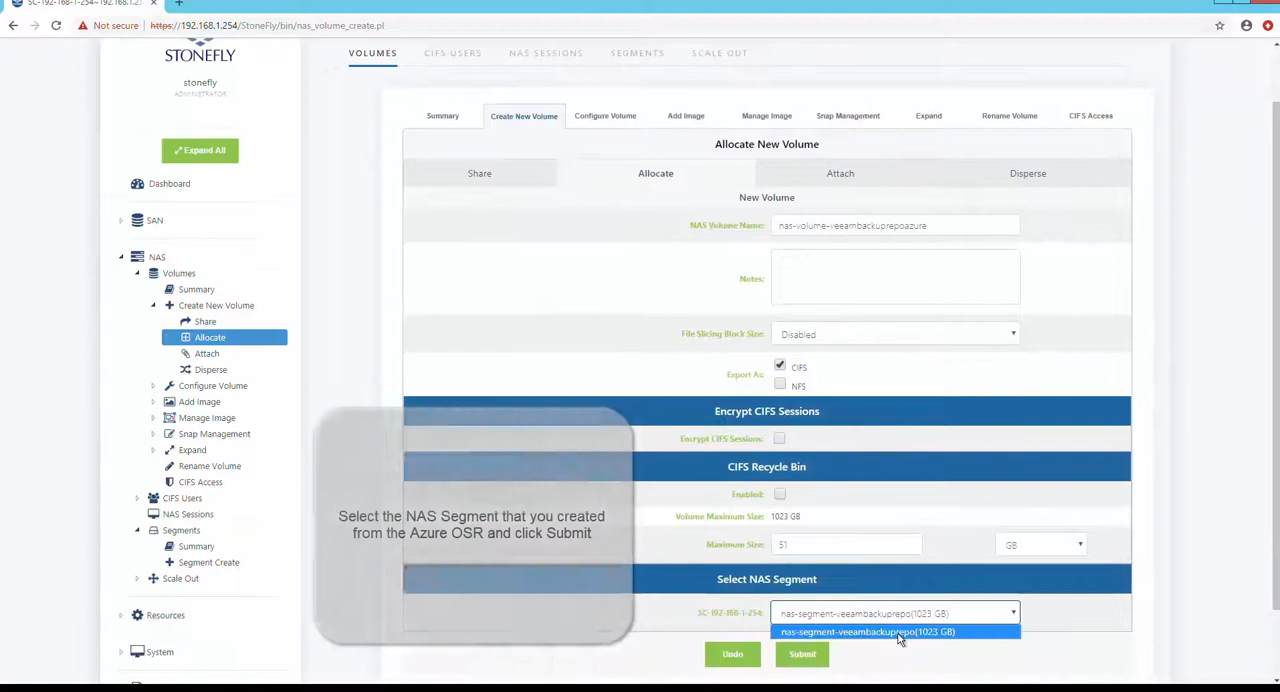 SC-192-168-1-254~192.168.1.25
Not secure
https://192.168.1.254/StoneFly/bin/nas_volume_create.pl
STONEFLY
stonefly
ADMINISTRATOR
Expand All
Dashboard
SAN
NAS
Volumes
Summary
Create New Volume
Share
Allocate
Attach
Disperse
Configure Volume
Add Image
Manage Image
Snap Management
Expand
Rename Volume
CIFS Access
CIFS Users
NAS Sessions
Segments
Summary
Segment Create
Scale Out
Resources
System
VOLUMES CIFS USERS NAS SESSIONS SEGMENTS SCALE OUT
Summary Create New Volume Configure Volume Add Image Manage Image Snap Management Expand Rename Volume CIFS Access
Allocate New Volume
Share Allocate Attach Disperse
New Volume
NAS Volume Name: nas-volume-veeambackuprepoazure
Notes:
File Slicing Block Size: Disabled
Export As: CIFS
NFS
Encrypt CIFS Sessions
Encrypt CIFS Sessions:
CIFS Recycle Bin
Enabled:
Volume Maximum Size: 1023 GB
Maximum Size: 51 GB
Select NAS Segment
SC-192-168-1-254: nas-segment-veeambackuprepo(1023 GB)
nas-segment-veeambackuprepo(1023 GB)
Undo Submit
Select the NAS Segment that you created
from the Azure OSR and click Submit